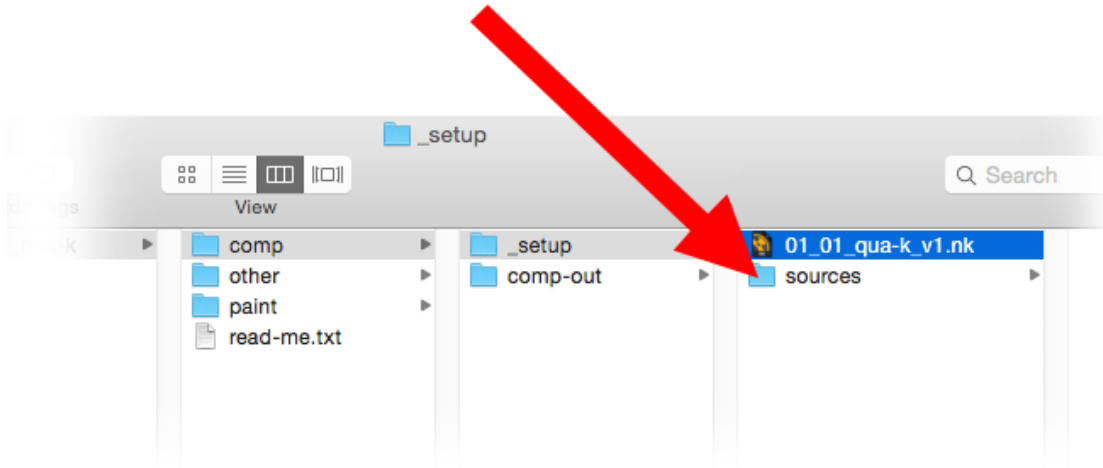 _setup
Search
View
comp
other
paint
read-me.txt
_setup
comp-out
01_01_qua-k_v1.nk
sources